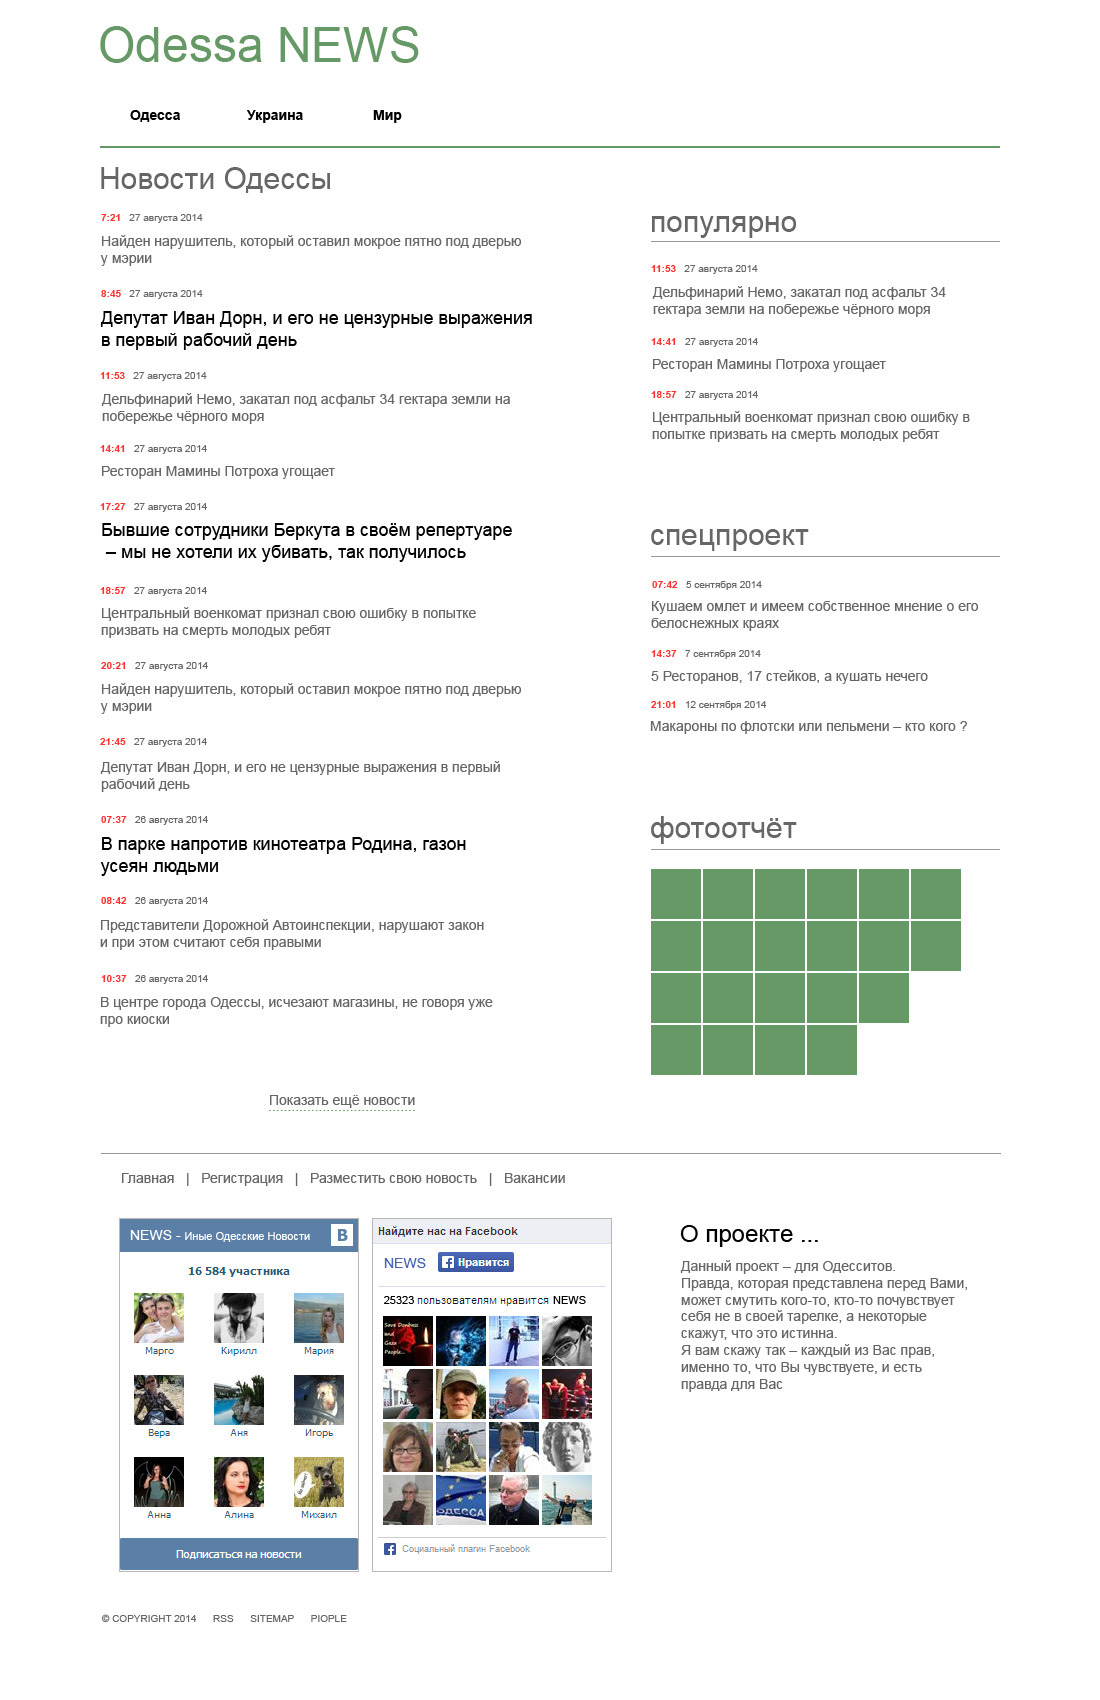 Odessa NEWS
Одесса Украина Мир
Новости Одессы
7:21 27 августа 2014
Найден нарушитель, который оставил мокрое пятно под дверью
у мэрии
8:45 27 августа 2014
Депутат Иван Дорн, и его не цензурные выражения
в первый рабочий день
11:53 27 августа 2014
Дельфинарий Немо, закатал под асфальт 34 гектара земли на
побережье чёрного моря
14:41 27 августа 2014
Ресторан Мамины Потроха угощает
17:27 27 августа 2014
Бывшие сотрудники Беркута в своём репертуаре
– мы не хотели их убивать, так получилось
18:57 27 августа 2014
Центральный военкомат признал свою ошибку в попытке
призвать на смерть молодых ребят
20:21 27 августа 2014
Найден нарушитель, который оставил мокрое пятно под дверью
у мэрии
21:45 27 августа 2014
Депутат Иван Дорн, и его не цензурные выражения в первый
рабочий день
07:37 26 августа 2014
В парке напротив кинотеатра Родина, газон
усеян людьми
08:42 26 августа 2014
Представители Дорожной Автоинспекции, нарушают закон
и при этом считают себя правыми
10:37 26 августа 2014
В центре города Одессы, исчезают магазины, не говоря уже
про киоски
Показать ещё новости
популярно
11:53 27 августа 2014
Дельфинарий Немо, закатал под асфальт 34
гектара земли на побережье чёрного моря
14:41 27 августа 2014
Ресторан Мамины Потроха угощает
18:57 27 августа 2014
Центральный военкомат признал свою ошибку в
попытке призвать на смерть молодых ребят
спецпроект
07:42 5 сентября 2014
Кушаем омлет и имеем собственное мнение о его
белоснежных краях
14:37 7 сентября 2014
5 Ресторанов, 17 стейков, а кушать нечего
21:01 12 сентября 2014
Макароны по флотски или пельмени – кто кого ?
фотоотчёт
Главная | Регистрация | Разместить свою новость | Вакансии
NEWS - Иные Одесские Новости B
16 584 участника
Марго Кирилл Мария
Вера Аня Игорь
Анна Алина Михаил
Подписаться на новости
Найдите нас на Facebook
NEWS Нравится
25323 пользователям нравится NEWS
Save Donbass
and
Gaza
People...
ОДЕССА
Социальный плагин Facebook
О проекте ...
Данный проект – для Одесситов.
Правда, которая представлена перед Вами,
может смутить кого-то, кто-то почувствует
себя не в своей тарелке, а некоторые
скажут, что это истинна.
Я вам скажу так – каждый из Вас прав,
именно то, что Вы чувствуете, и есть
правда для Вас
© COPYRIGHT 2014 RSS SITEMAP PIOPLE